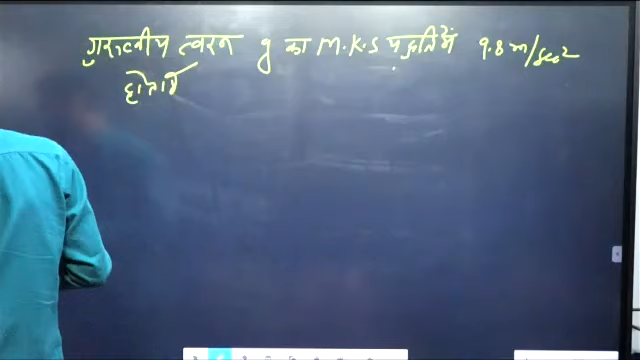 गुरुत्वीय त्वरण g का M.K.S पद्धति में 9.8 m/sec²
होता है